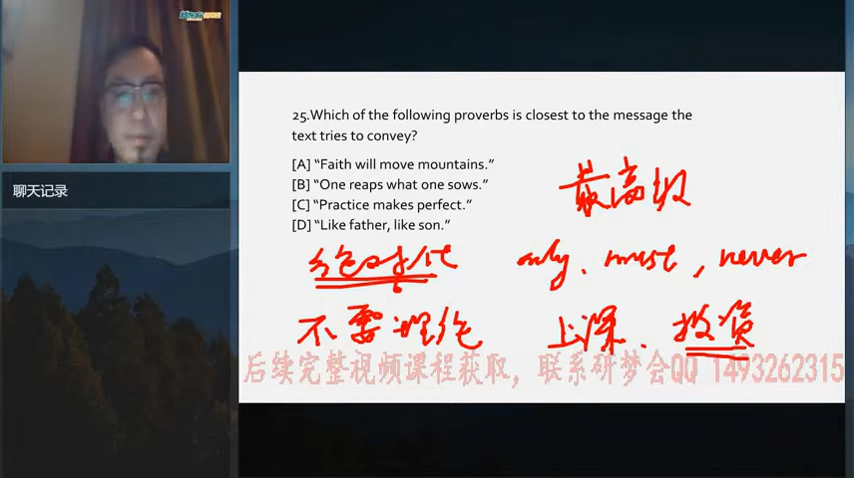 聊天记录
25.Which of the following proverbs is closest to the message the
text tries to convey?
[A] “Faith will move mountains.”
[B] “One reaps what one sows.”
[C] “Practice makes perfect.”
[D] “Like father, like son.”
最高级
绝对化 only、must, never
不要理论 上课、投资
后续完整视频课程获取，联系研梦会QQ 1493262315